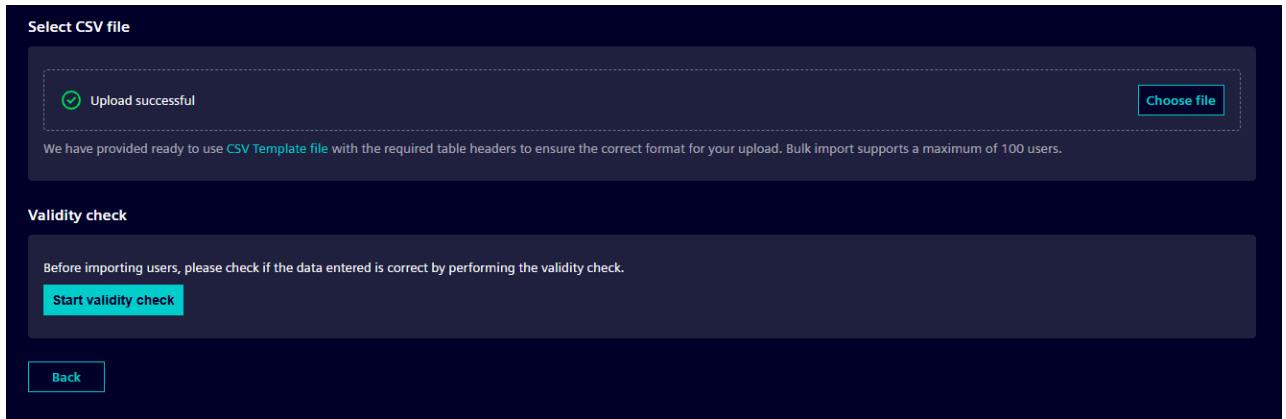 Select CSV file
Upload successful
Choose file
We have provided ready to use CSV Template file with the required table headers to ensure the correct format for your upload. Bulk import supports a maximum of 100 users.
Validity check
Before importing users, please check if the data entered is correct by performing the validity check.
Start validity check
Back